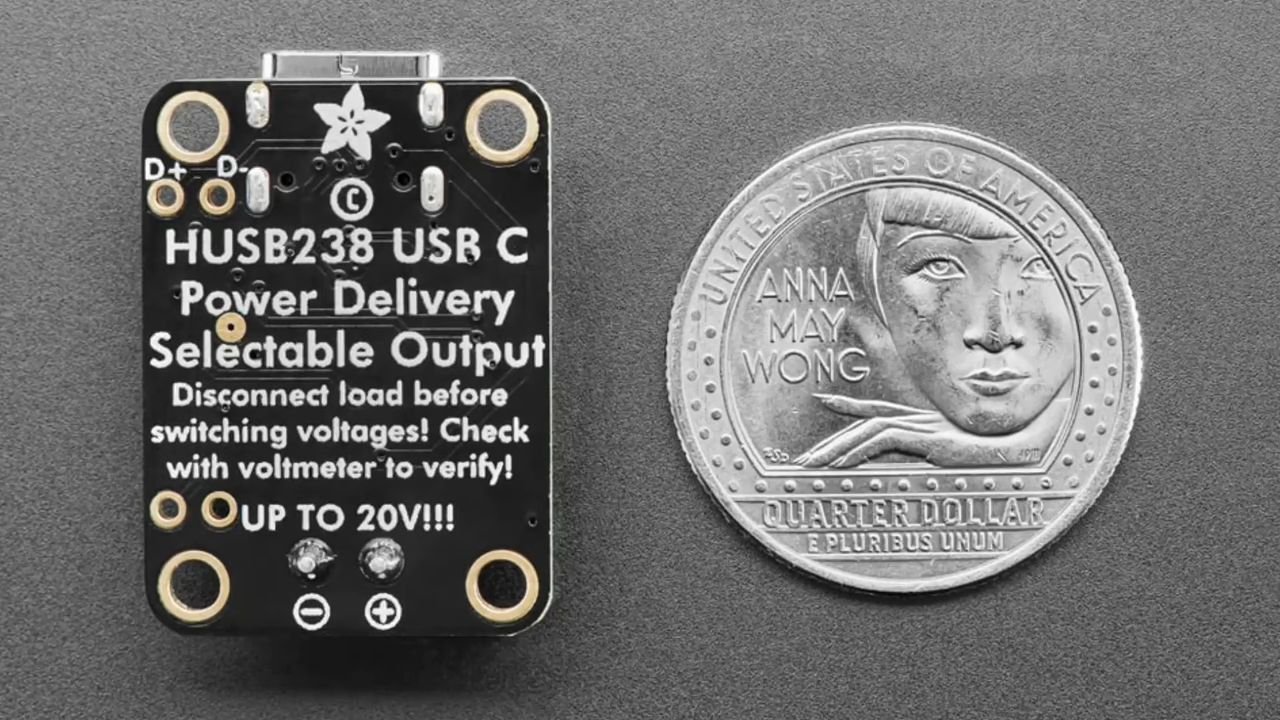 D+ D-
HUSB238 USB C
Power Delivery
Selectable Output
Disconnect load before
switching voltages! Check
with voltmeter to verify!
UP TO 20V!!!
UNITED STATES OF AMERICA
ANNA
MAY
WONG
QUARTER DOLLAR
E PLURIBUS UNUM